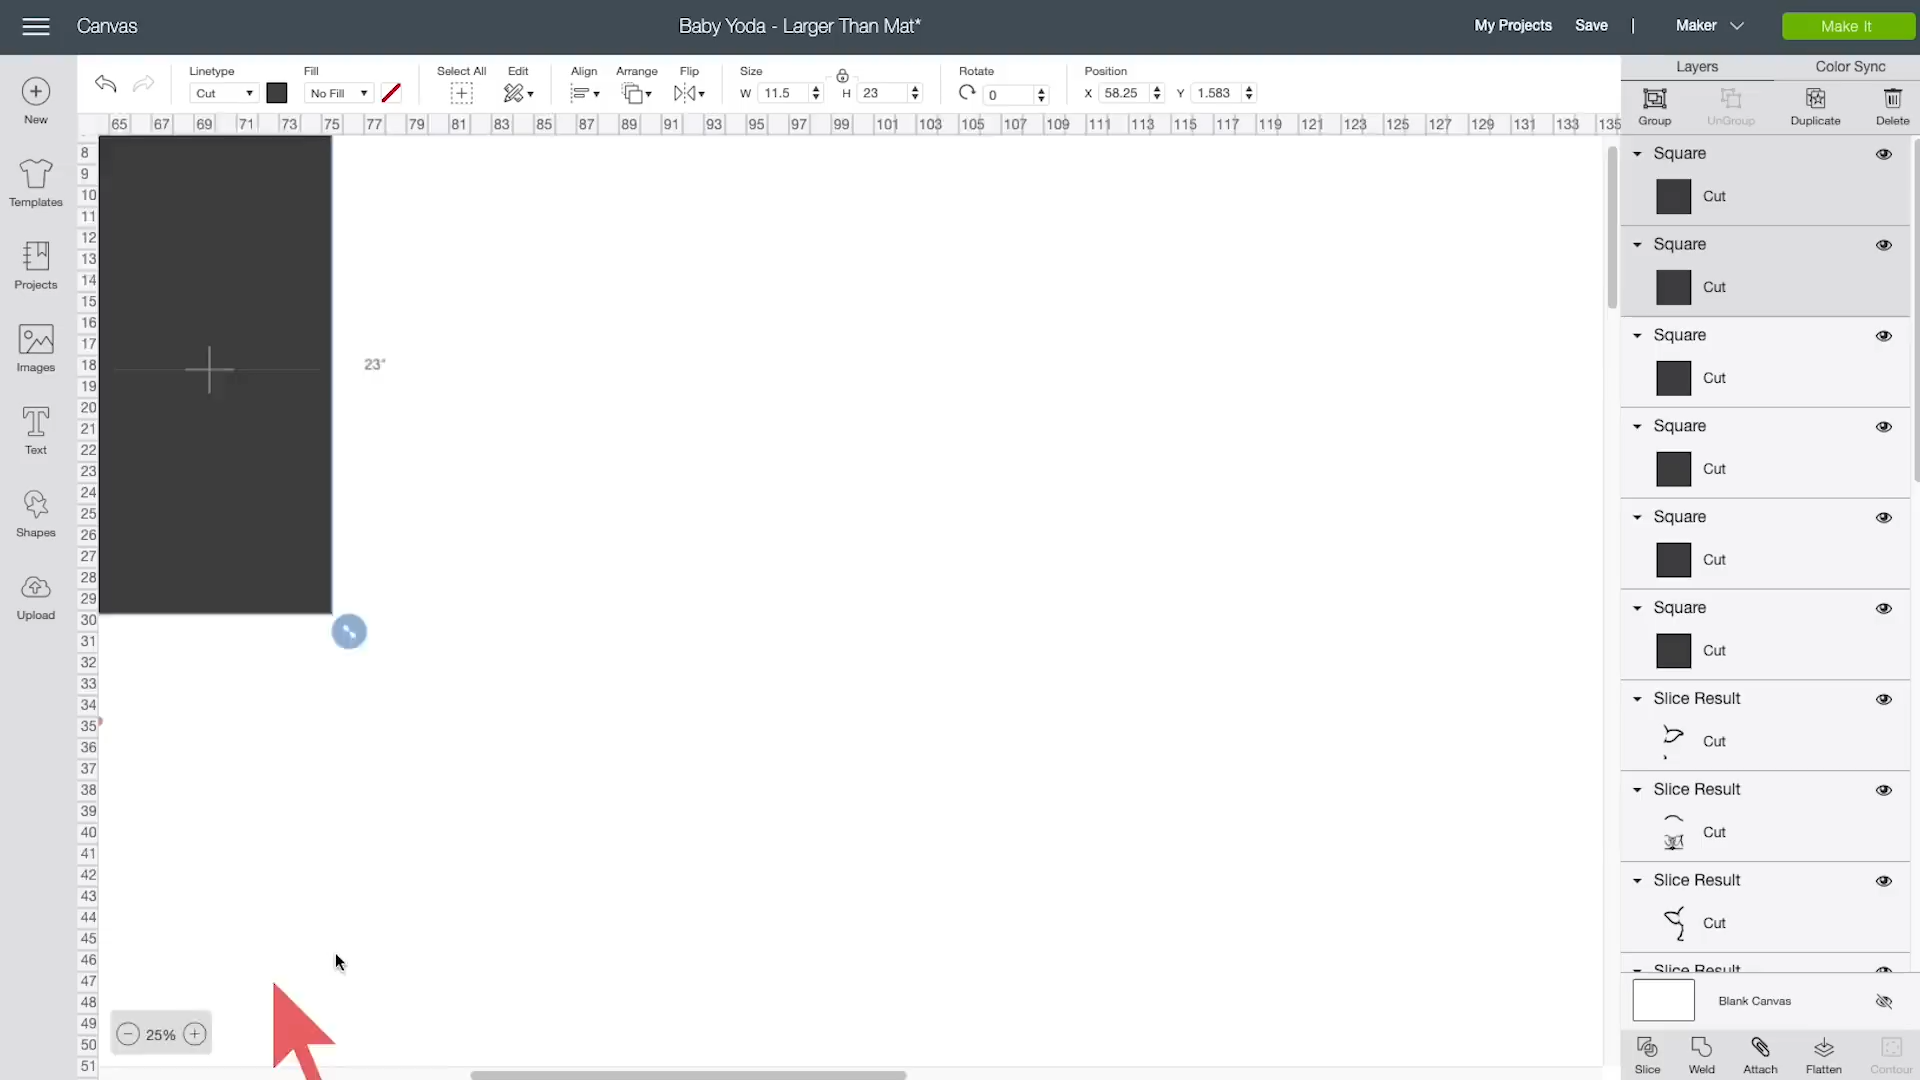 Canvas
Baby Yoda - Larger Than Mat*
My Projects Save | Maker
Make It
Linetype Fill Select All Edit Align Arrange Flip Size Rotate Position
Cut No Fill W 11.5 H 23 0 X 58.25 Y 1.583
Layers Color Sync
Group UnGroup Duplicate Delete
65 67 69 71 73 75 77 79 81 83 85 87 89 91 93 95 97 99 101 103 105 107 109 111 113 115 117 119 121 123 125 127 129 131 133 135
New
Templates
Projects
Images
Text
Shapes
Upload
8
9
10
11
12
13
14
15
16
17
18
19
20
21
22
23
24
25
26
27
28
29
30
31
32
33
34
35
36
37
38
39
40
41
42
43
44
45
46
47
48
49
50
51
23"
25%
Square
Cut
Square
Cut
Square
Cut
Square
Cut
Square
Cut
Square
Cut
Slice Result
Cut
Slice Result
Cut
Slice Result
Cut
Slice Result
Blank Canvas
Slice Weld Attach Flatten Contour